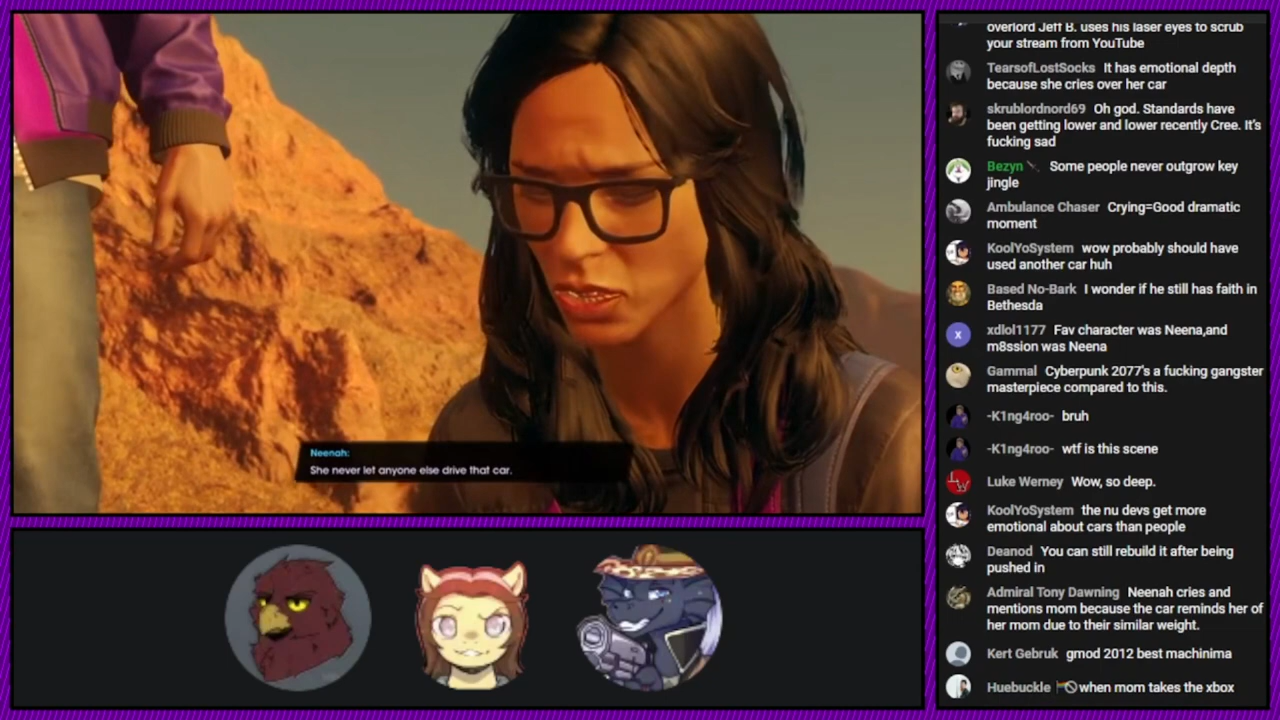 Neenah:
She never let anyone else drive that car.
overlord Jeff B. uses his laser eyes to scrub
your stream from YouTube
TearsofLostSocks It has emotional depth
because she cries over her car
skrublordnord69 Oh god. Standards have
been getting lower and lower recently Cree. It's
fucking sad
Bezyn Some people never outgrow key
jingle
Ambulance Chaser Crying=Good dramatic
moment
KoolYoSystem wow probably should have
used another car huh
Based No-Bark I wonder if he still has faith in
Bethesda
X
xdlol1177 Fav character was Neena,and
m8ssion was Neena
Gammal Cyberpunk 2077's a fucking gangster
masterpiece compared to this.
-K1ng4roo- bruh
-K1ng4roo- wtf is this scene
Luke Werney Wow, so deep.
KoolYoSystem the nu devs get more
emotional about cars than people
Deanod You can still rebuild it after being
pushed in
Admiral Tony Dawning Neenah cries and
mentions mom because the car reminds her of
her mom due to their similar weight.
Kert Gebruk gmod 2012 best machinima
Huebuckle when mom takes the xbox